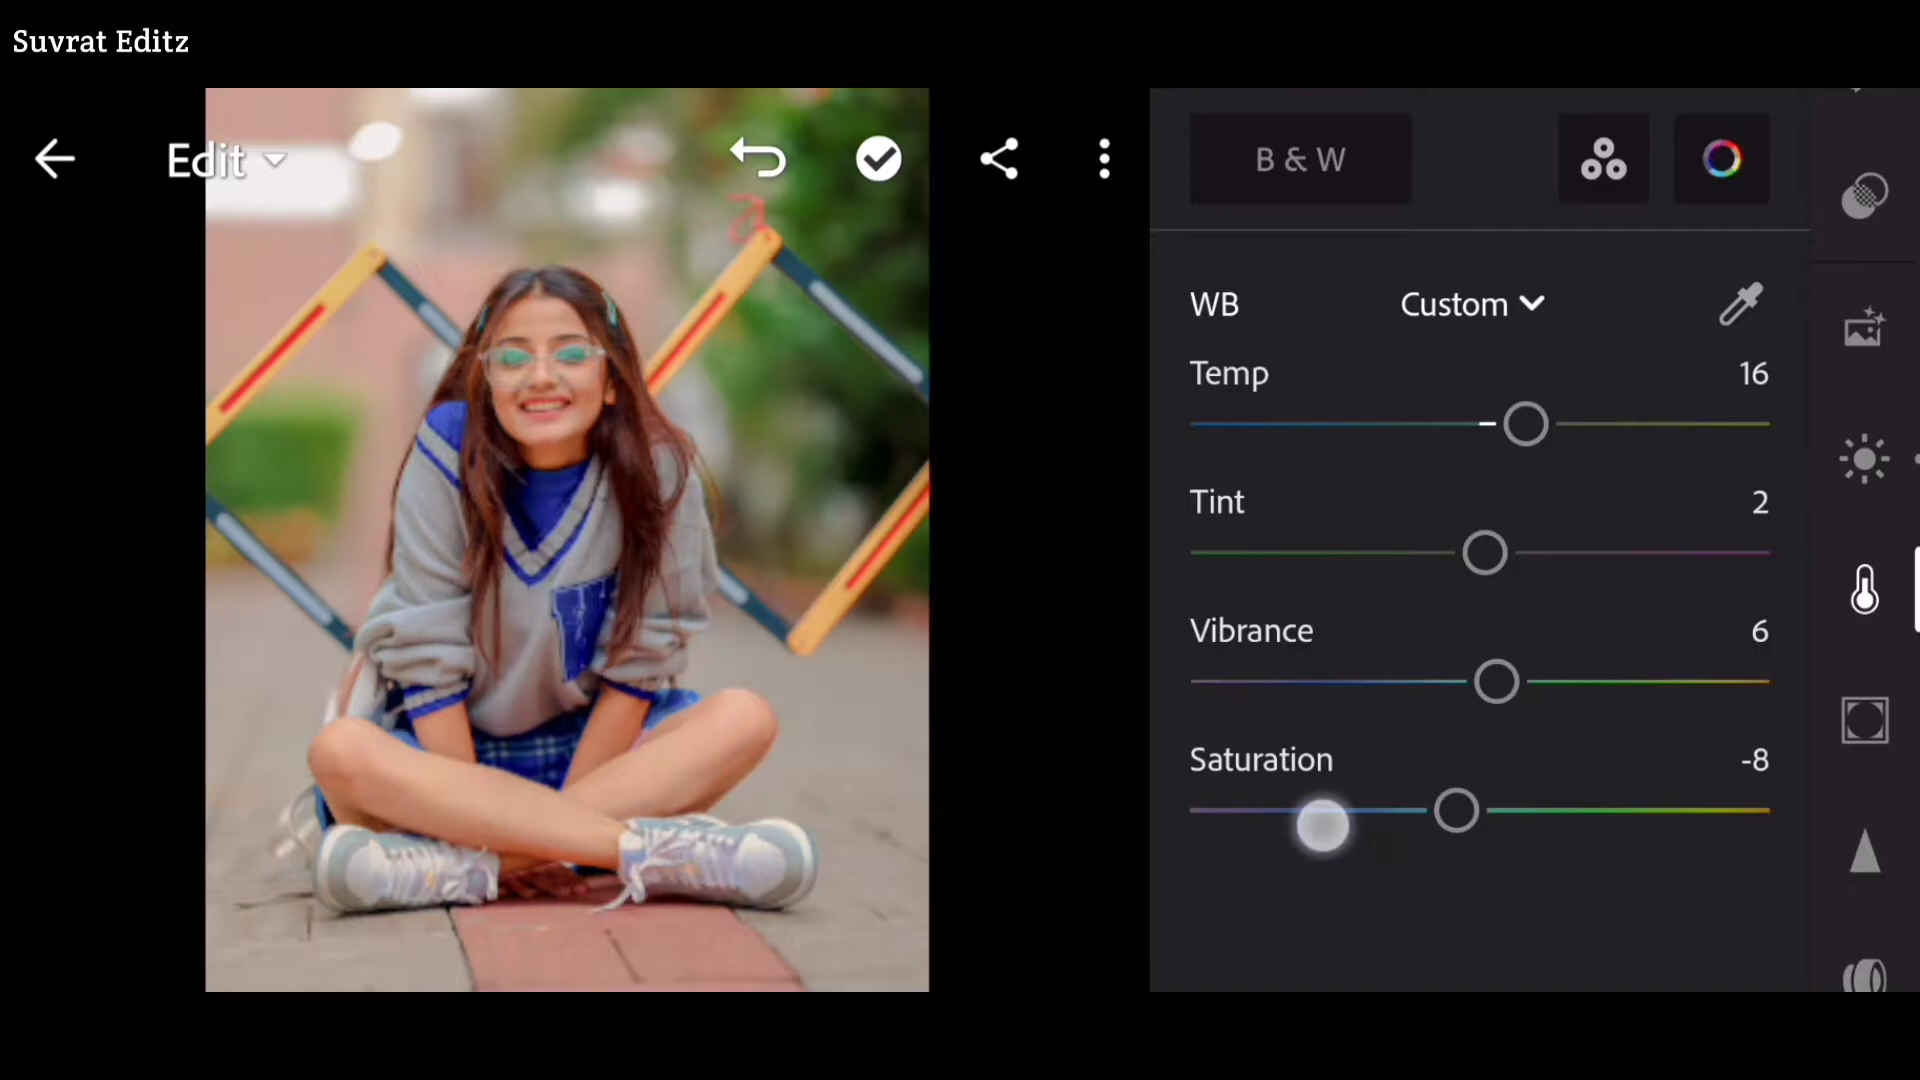 Suvrat Editz
Edit
B & W
WB Custom
Temp 16
Tint 2
Vibrance 6
Saturation -8